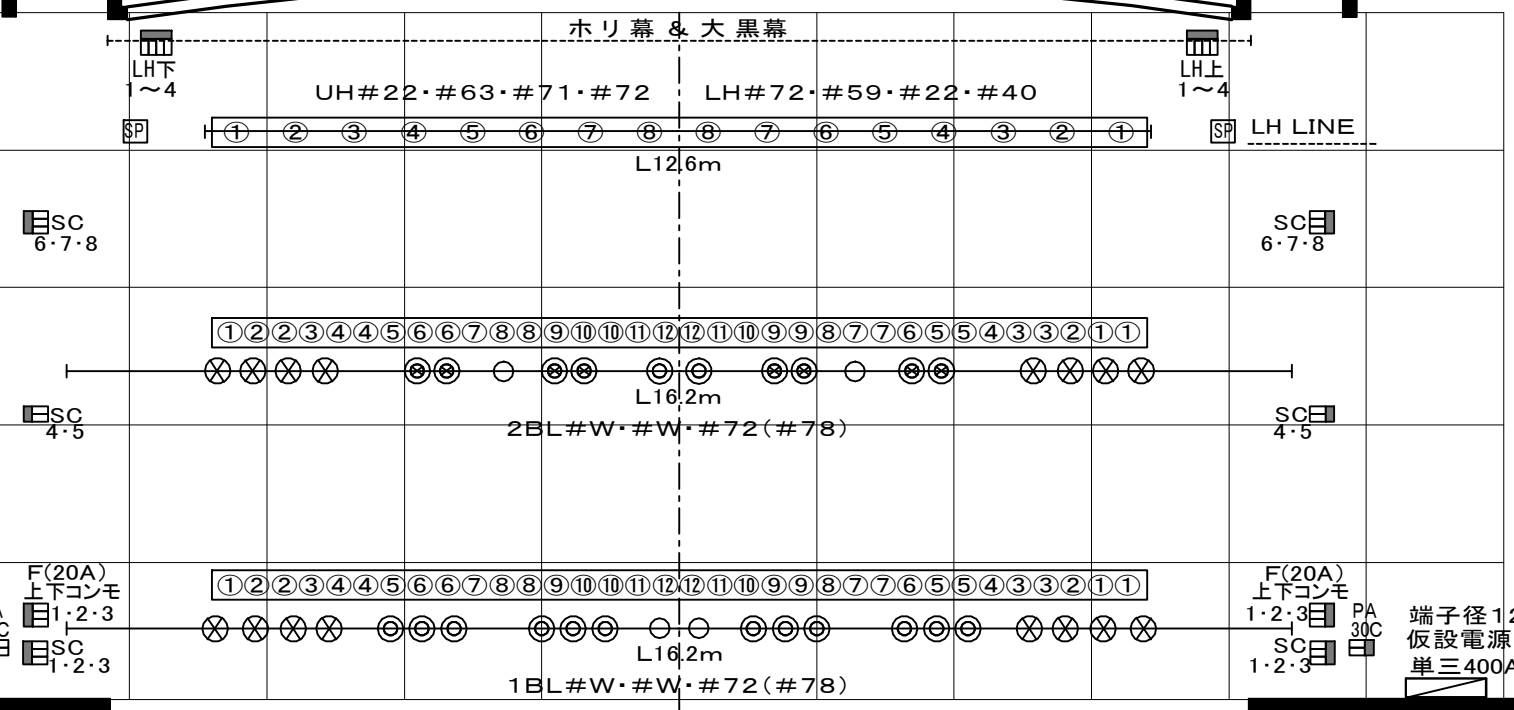 ホリ幕 & 大黒幕
LH下
1～4
LH上
1～4
UH#22・#63・#71・#72 LH#72・#59・#22・#40
SP
①②③④⑤⑥⑦⑧⑧⑦⑥⑤④③②①
SP
LH LINE
L12.6m
SC
6・7・8
SC
6・7・8
①②②③④④⑤⑥⑥⑦⑧⑧⑨⑩⑩⑪⑫⑫⑪⑩⑨⑨⑧⑦⑦⑥⑤⑤④③③②①①
L16.2m
SC
4・5
SC
4・5
2BL#W・#W・#72(#78)
F(20A)
上下コンモ
1・2・3
F(20A)
上下コンモ
1・2・3
①②②③④④⑤⑥⑥⑦⑧⑧⑨⑩⑩⑪⑫⑫⑪⑩⑨⑨⑧⑦⑦⑥⑤⑤④③③②①①
PA
30C
端子径12
仮設電源
単三400A
SC
1・2・3
L16.2m
SC
1・2・3
1BL#W・#W・#72(#78)